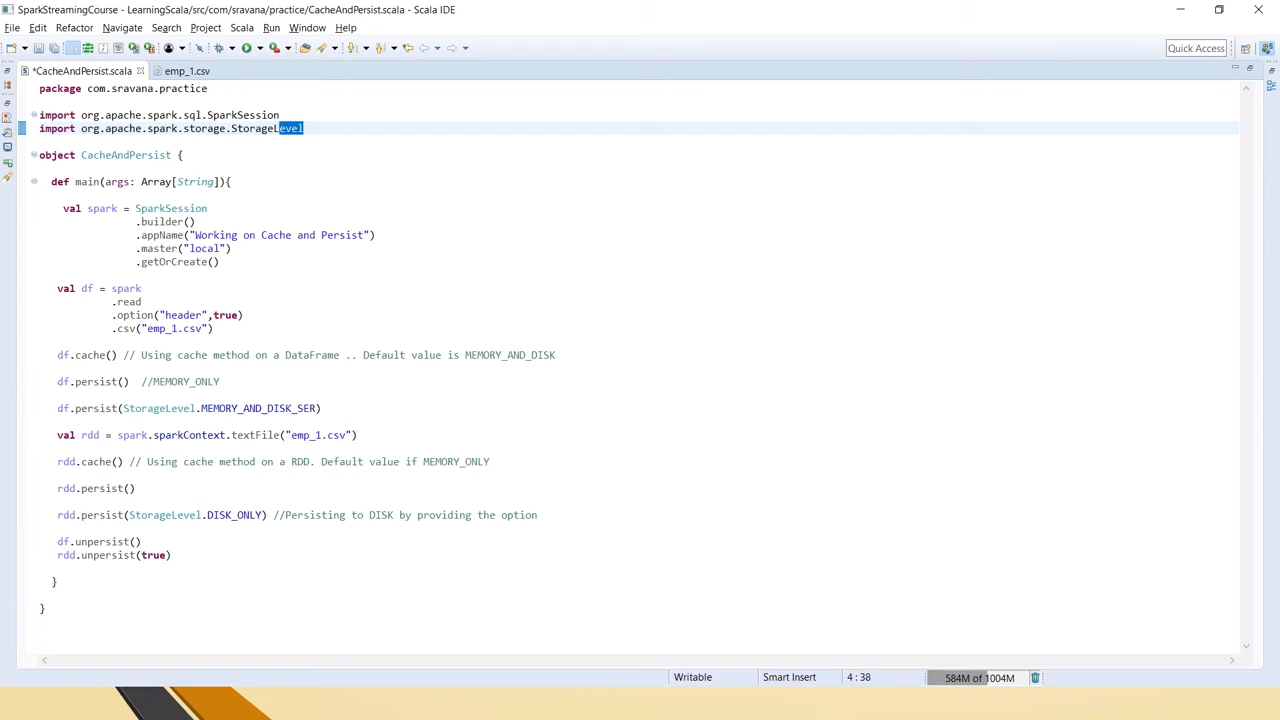 SparkStreamingCourse - LearningScala/src/com/sravana/practice/CacheAndPersist.scala - Scala IDE
File Edit Refactor Navigate Search Project Scala Run Window Help
Quick Access
*CacheAndPersist.scala emp_1.csv
package com.sravana.practice
import org.apache.spark.sql.SparkSession
import org.apache.spark.storage.StorageLevel
object CacheAndPersist {
def main(args: Array[String]){
val spark = SparkSession
.builder()
.appName("Working on Cache and Persist")
.master("local")
.getOrCreate()
val df = spark
.read
.option("header",true)
.csv("emp_1.csv")
df.cache() // Using cache method on a DataFrame .. Default value is MEMORY_AND_DISK
df.persist() //MEMORY_ONLY
df.persist(StorageLevel.MEMORY_AND_DISK_SER)
val rdd = spark.sparkContext.textFile("emp_1.csv")
rdd.cache() // Using cache method on a RDD. Default value if MEMORY_ONLY
rdd.persist()
rdd.persist(StorageLevel.DISK_ONLY) //Persisting to DISK by providing the option
df.unpersist()
rdd.unpersist(true)
}
}
Writable Smart Insert 4 : 38 584M of 1004M